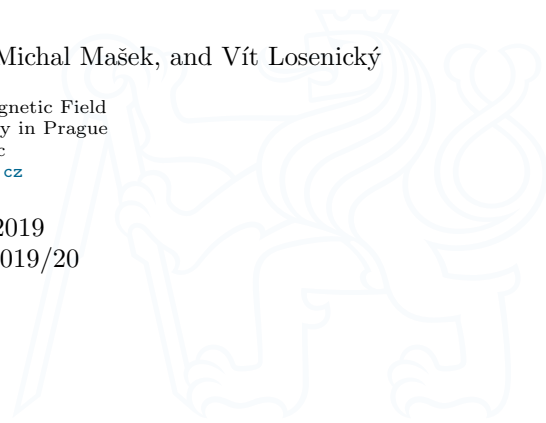 Michal Mašek, and Vít Losenický
gnetic Field
y in Prague
c
cz
2019
019/20